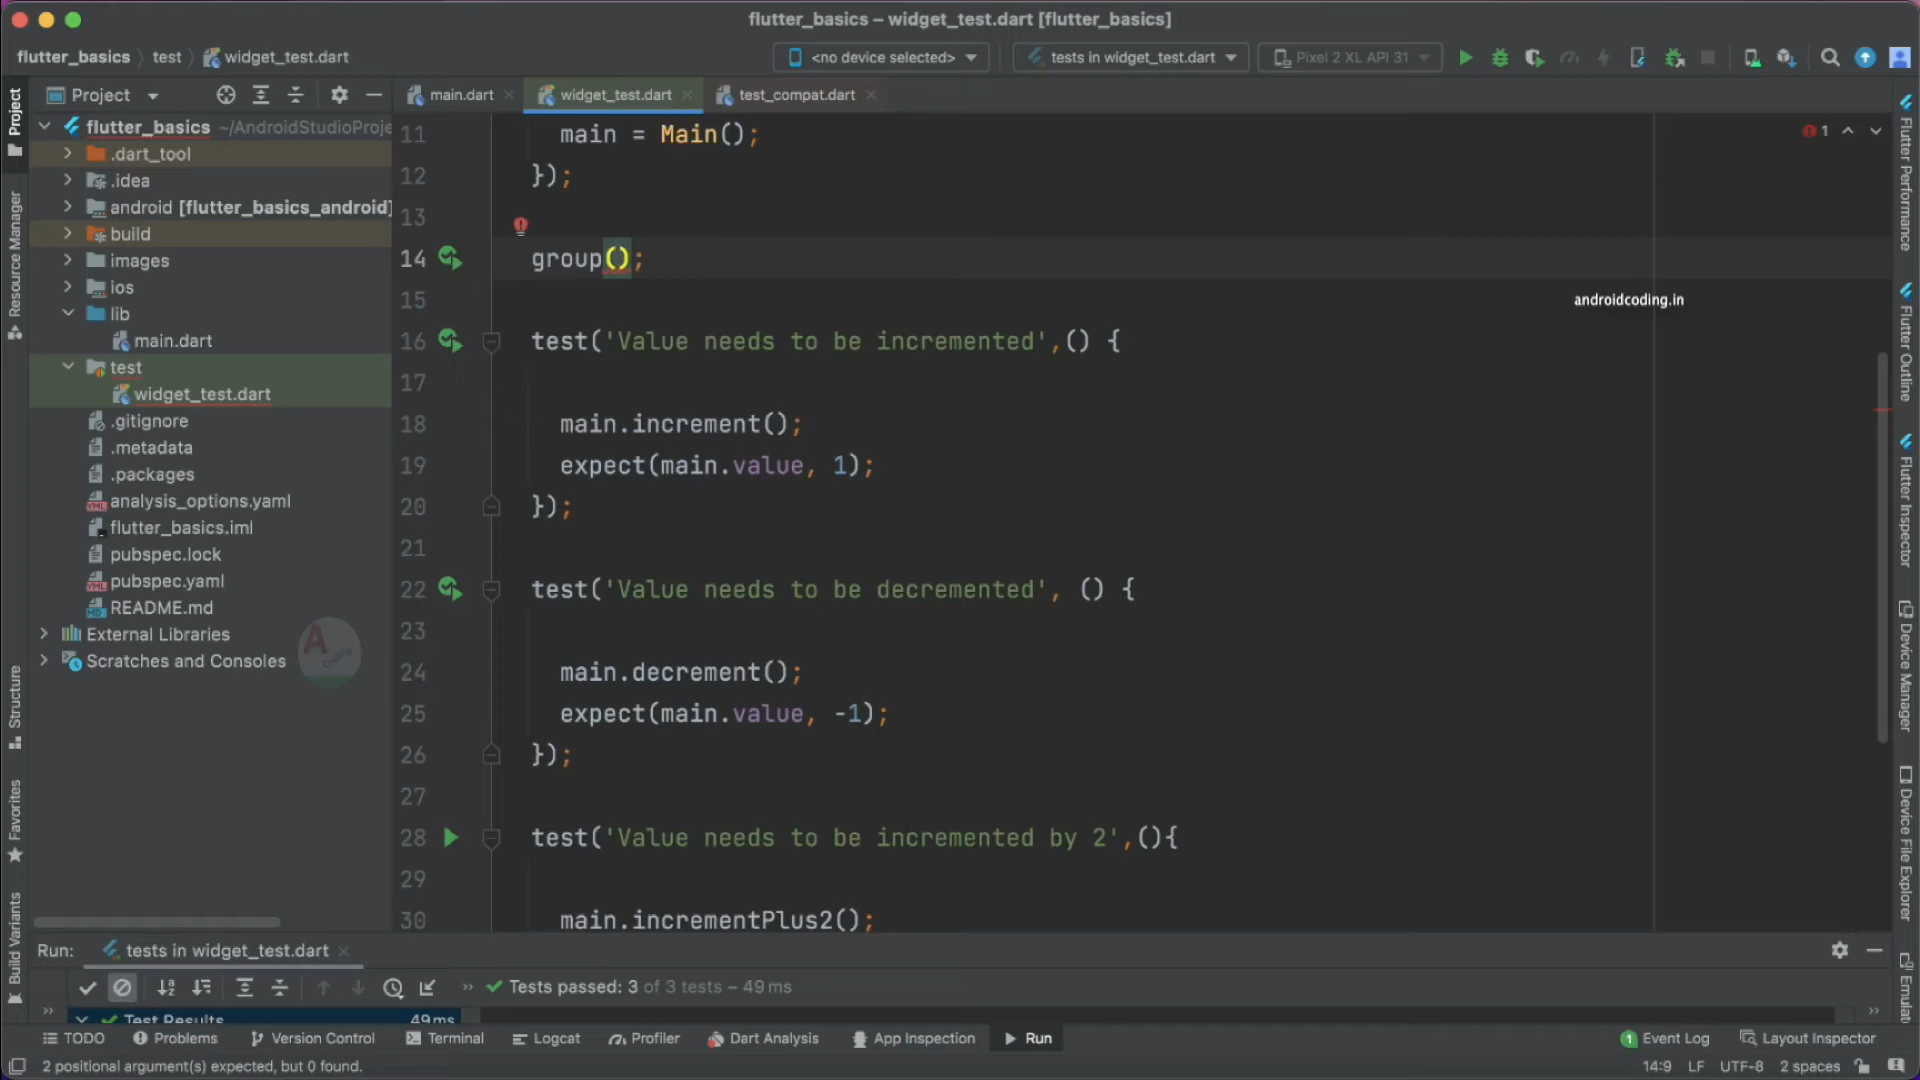 flutter_basics – widget_test.dart [flutter_basics]
flutter_basics 〉 test 〉 widget_test.dart
<no device selected>
tests in widget_test.dart
Pixel 2 XL API 31
Project
main.dart
widget_test.dart
test_compat.dart
flutter_basics ~/AndroidStudioProje
.dart_tool
.idea
android [flutter_basics_android]
build
images
ios
lib
main.dart
test
widget_test.dart
.gitignore
.metadata
.packages
analysis_options.yaml
flutter_basics.iml
pubspec.lock
pubspec.yaml
README.md
External Libraries
Scratches and Consoles
Project
Resource Manager
Structure
Favorites
Build Variants
11 main = Main();
12 });
13
14 group();
15
16 test('Value needs to be incremented',() {
17
18 main.increment();
19 expect(main.value, 1);
20 });
21
22 test('Value needs to be decremented', () {
23
24 main.decrement();
25 expect(main.value, -1);
26 });
27
28 test('Value needs to be incremented by 2',(){
29
30 main.incrementPlus2();
1
androidcoding.in
Flutter Performance
Flutter Outline
Flutter Inspector
Device Manager
Device File Explorer
Emulat
Run: tests in widget_test.dart
Tests passed: 3 of 3 tests – 49 ms
Test Results 49 ms
TODO
Problems
Version Control
Terminal
Logcat
Profiler
Dart Analysis
App Inspection
Run
1 Event Log
Layout Inspector
2 positional argument(s) expected, but 0 found.
14:9 LF UTF-8 2 spaces